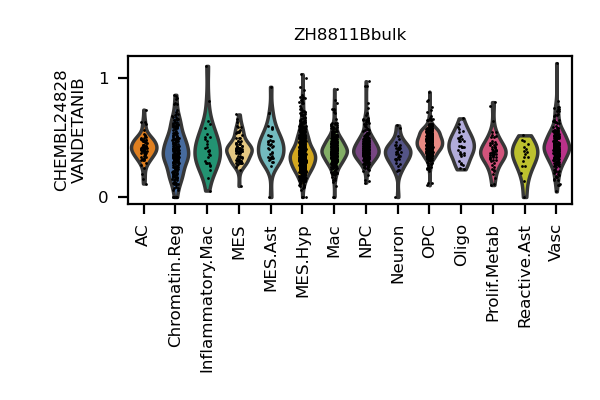 ZH8811Bbulk
CHEMBL24828
VANDETANIB
1
0
AC
Chromatin.Reg
Inflammatory.Mac
MES
MES.Ast
MES.Hyp
Mac
NPC
Neuron
OPC
Oligo
Prolif.Metab
Reactive.Ast
Vasc